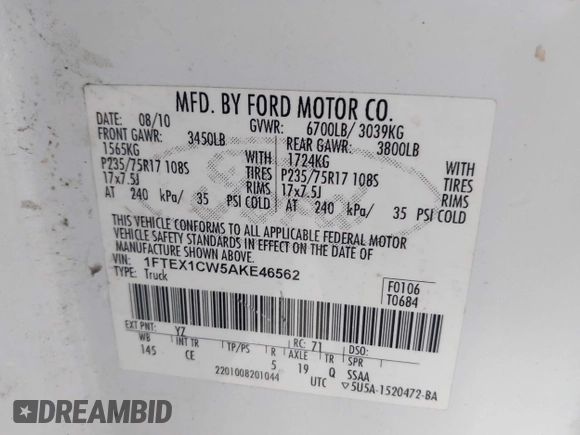 MFD. BY FORD MOTOR CO.
DATE: 08/10 GVWR: 6700LB/ 3039KG
FRONT GAWR: 3450LB REAR GAWR: 3800LB
1565KG WITH 1724KG WITH
P235/75R17 108S TIRES P235/75R17 108S TIRES
17x7.5J RIMS 17x7.5J RIMS
AT 240 kPa/ 35 PSI COLD AT 240 kPa/ 35 PSI COLD
THIS VEHICLE CONFORMS TO ALL APPLICABLE FEDERAL MOTOR
VEHICLE SAFETY STANDARDS IN EFFECT ON THE DATE OF
MANUFACTURE SHOWN ABOVE.
VIN: 1FTEX1CW5AKE46562
TYPE: Truck
F0106
T0684
EXT PNT: YZ RC: 71 DSO:
WB INT TR TP/PS R AXLE TR SPR
145 CE 5 19 Q SSAA
2201008201044 UTC ▽5U5A-1520472-BA
DREAMBID